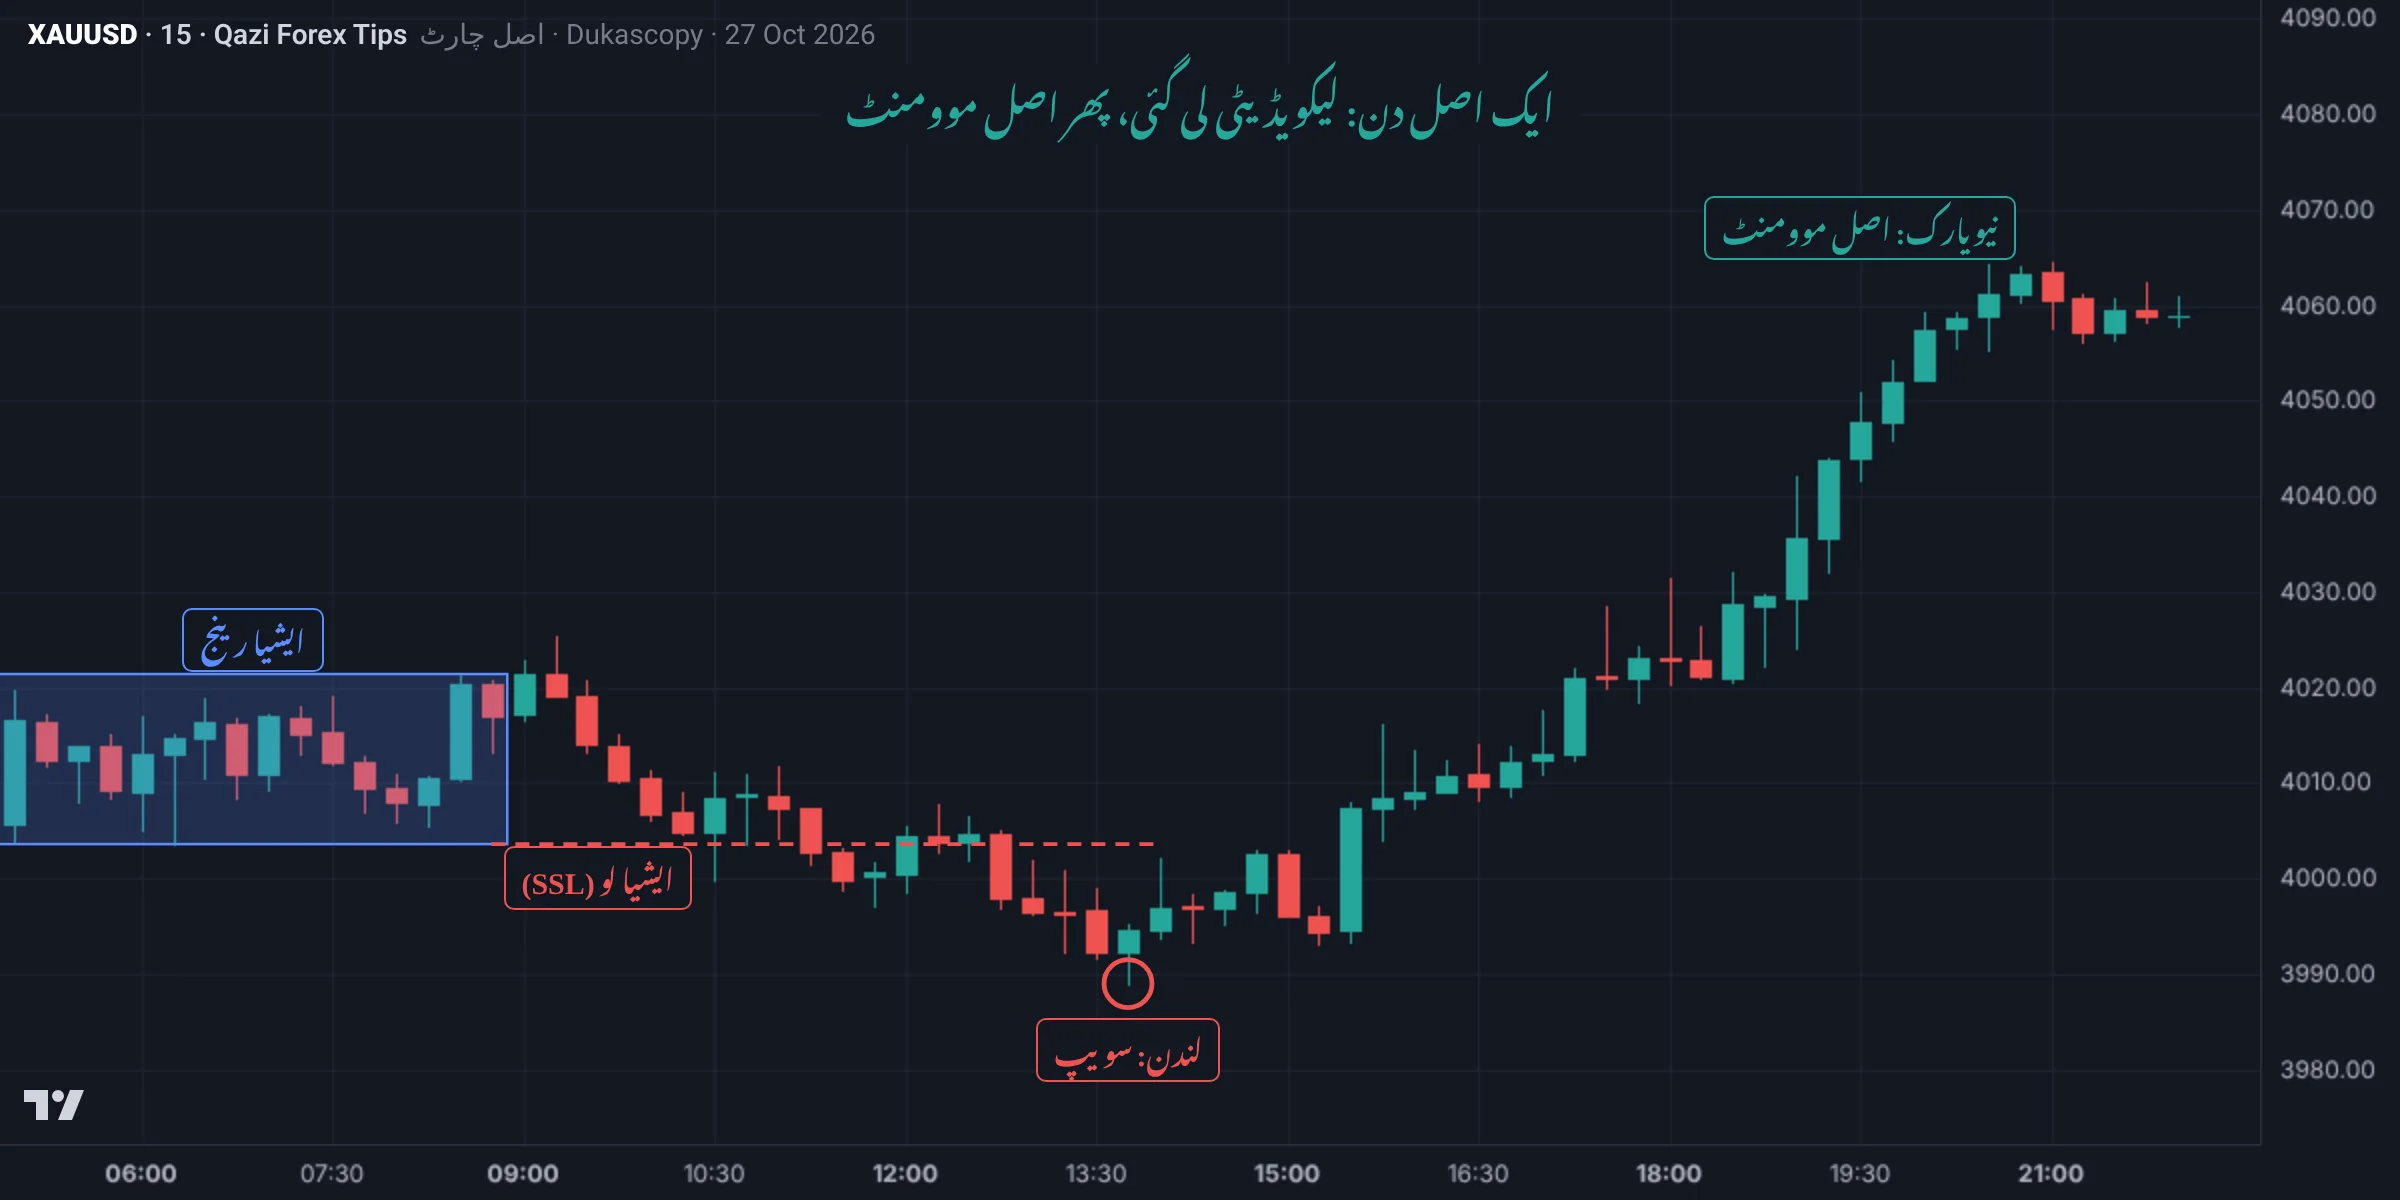 XAUUSD · 15 · Qazi Forex Tips اصل چارٹ · Dukascopy · 27 Oct 2026
ایک اصل دن: لیکویڈیٹی لی گئی، پھر اصل موومنٹ
نیویارک: اصل موومنٹ
ایشیا رینج
ایشیا لو (SSL)
لندن: سویپ
4090.00
4080.00
4070.00
4060.00
4050.00
4040.00
4030.00
4020.00
4010.00
4000.00
3990.00
3980.00
06:00 07:30 09:00 10:30 12:00 13:30 15:00 16:30 18:00 19:30 21:00